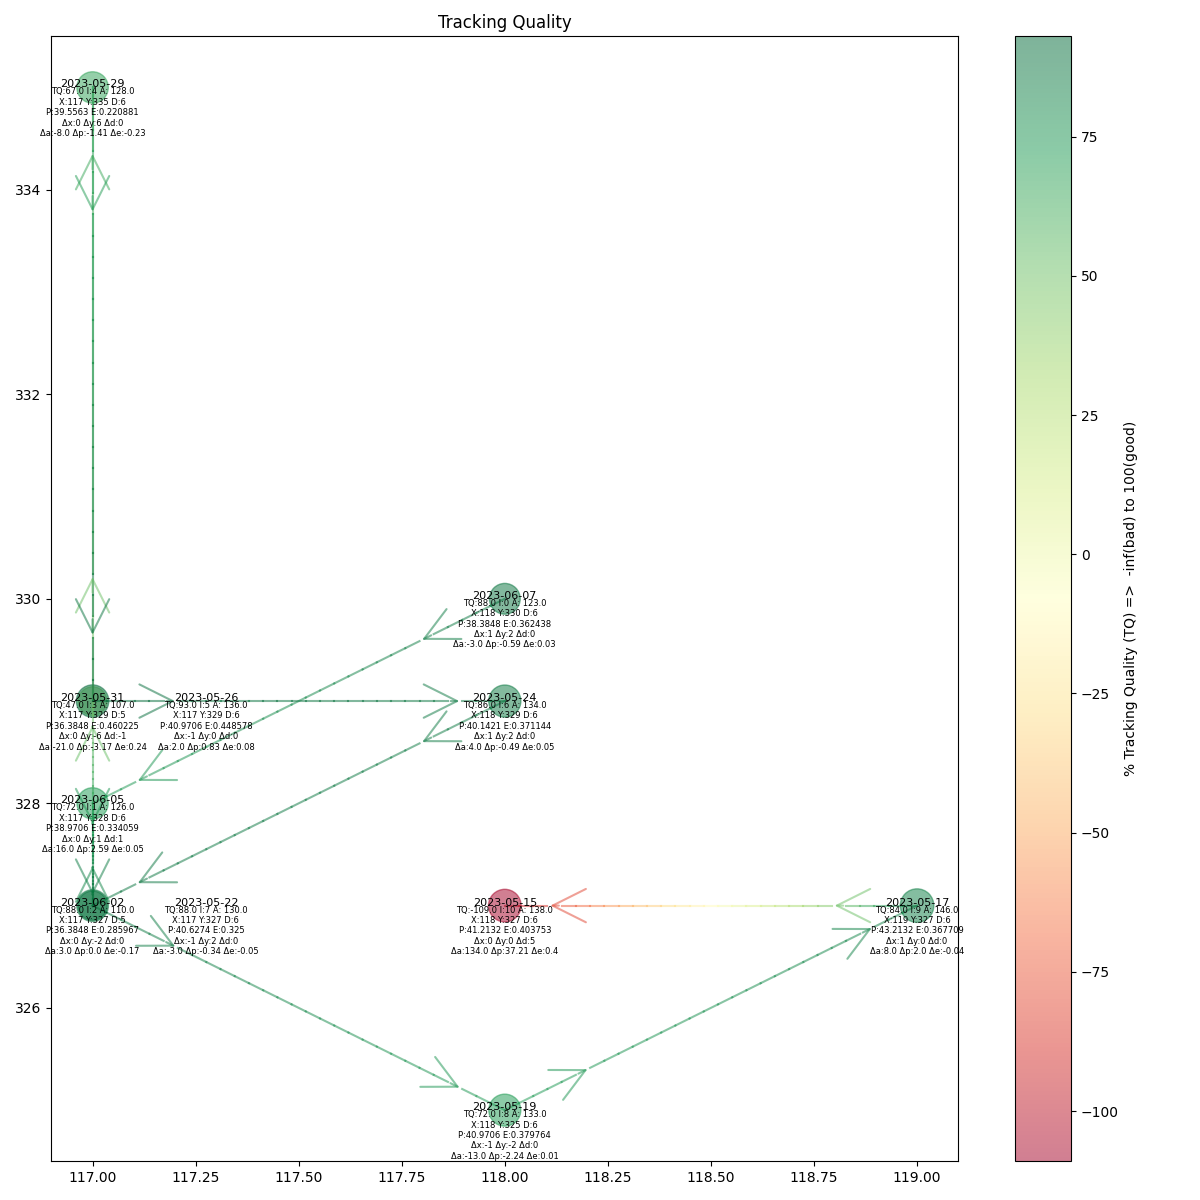 Tracking Quality
2023-05-29
TQ:67.0 I:4 A: 128.0
X:117 Y:335 D:6
P:39.5563 E:0.220881
Δx:0 Δy:6 Δd:0
Δa:-8.0 Δp:-1.41 Δe:-0.23
2023-06-07
TQ:88.0 I:0 A: 123.0
X:118 Y:330 D:6
P:38.3848 E:0.362438
Δx:1 Δy:2 Δd:0
Δa:-3.0 Δp:-0.59 Δe:0.03
2023-05-31
TQ:47.0 I:3 A: 107.0
X:117 Y:329 D:5
P:36.3848 E:0.460225
Δx:0 Δy:-6 Δd:-1
Δa:-21.0 Δp:-3.17 Δe:0.24
2023-05-26
TQ:93.0 I:5 A: 136.0
X:117 Y:329 D:6
P:40.9706 E:0.448578
Δx:-1 Δy:0 Δd:0
Δa:2.0 Δp:0.83 Δe:0.08
2023-05-24
TQ:86.0 I:6 A: 134.0
X:118 Y:329 D:6
P:40.1421 E:0.371144
Δx:1 Δy:2 Δd:0
Δa:4.0 Δp:-0.49 Δe:0.05
2023-06-05
TQ:72.0 I:1 A: 126.0
X:117 Y:328 D:6
P:38.9706 E:0.334059
Δx:0 Δy:1 Δd:1
Δa:16.0 Δp:2.59 Δe:0.05
2023-06-02
TQ:88.0 I:2 A: 110.0
X:117 Y:327 D:5
P:36.3848 E:0.285967
Δx:0 Δy:-2 Δd:0
Δa:3.0 Δp:0.0 Δe:-0.17
2023-05-22
TQ:88.0 I:7 A: 130.0
X:117 Y:327 D:6
P:40.6274 E:0.325
Δx:-1 Δy:2 Δd:0
Δa:-3.0 Δp:-0.34 Δe:-0.05
2023-05-15
TQ:-109.0 I:10 A: 138.0
X:118 Y:327 D:6
P:41.2132 E:0.403753
Δx:0 Δy:0 Δd:5
Δa:134.0 Δp:37.21 Δe:0.4
2023-05-17
TQ:84.0 I:9 A: 146.0
X:119 Y:327 D:6
P:43.2132 E:0.367709
Δx:1 Δy:0 Δd:0
Δa:8.0 Δp:2.0 Δe:-0.04
2023-05-19
TQ:72.0 I:8 A: 133.0
X:118 Y:325 D:6
P:40.9706 E:0.379764
Δx:-1 Δy:-2 Δd:0
Δa:-13.0 Δp:-2.24 Δe:0.01
334
332
330
328
326
117.00 117.25 117.50 117.75 118.00 118.25 118.50 118.75 119.00
75
50
25
0
−25
−50
−75
−100
% Tracking Quality (TQ) =>  -inf(bad) to 100(good)